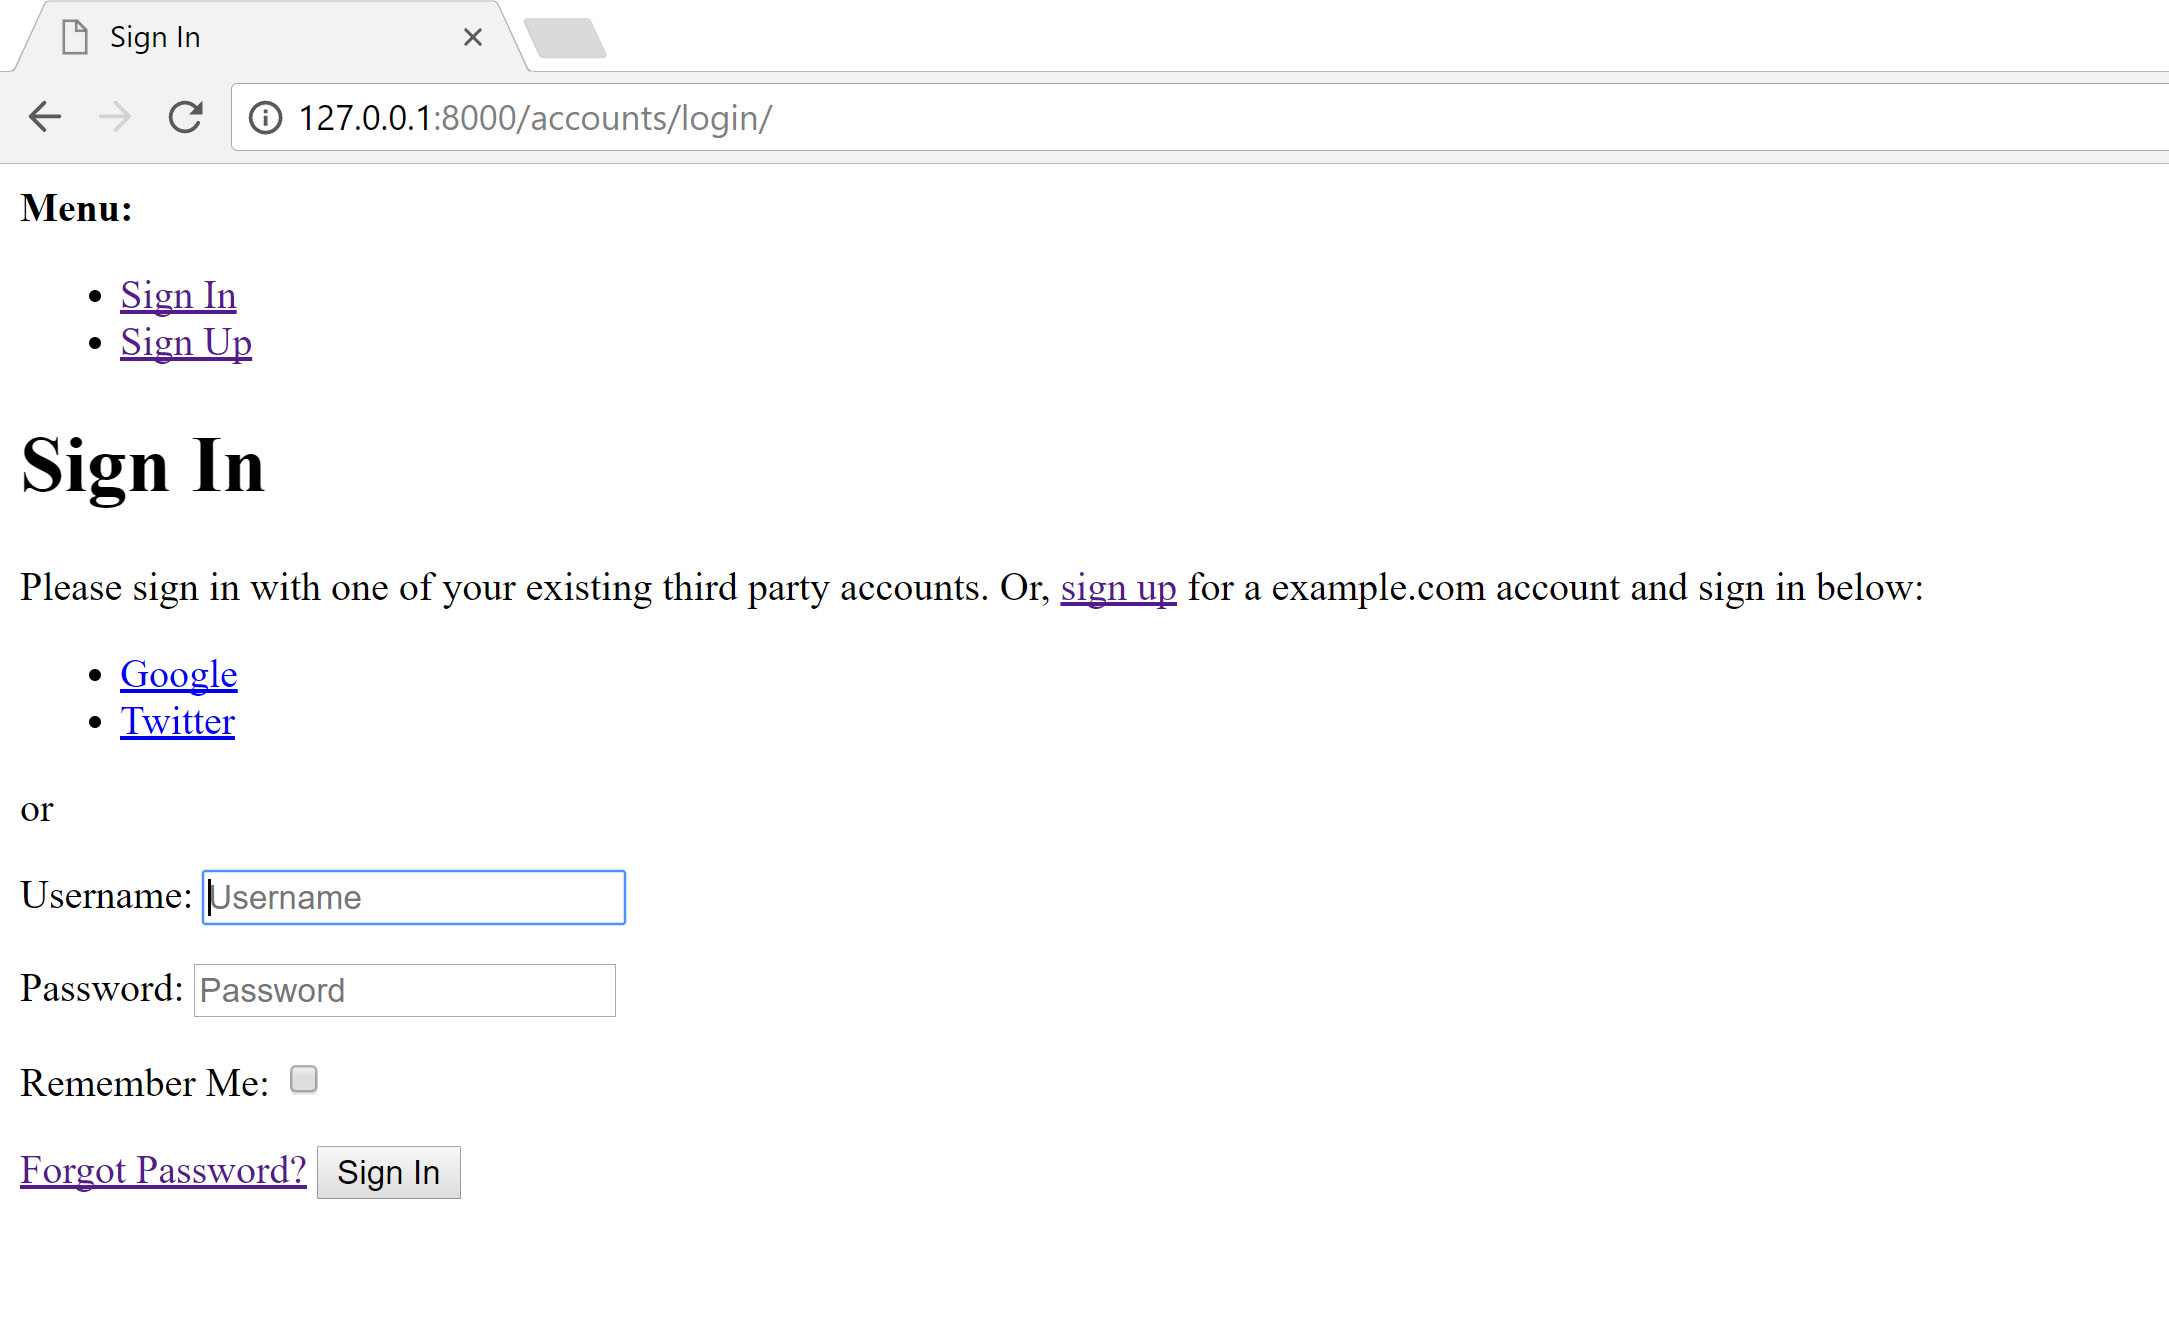 Sign In
127.0.0.1:8000/accounts/login/
Menu:
Sign In
Sign Up
Sign In
Please sign in with one of your existing third party accounts. Or, sign up for a example.com account and sign in below:
Google
Twitter
or
Username: Username
Password: Password
Remember Me:
Forgot Password? Sign In